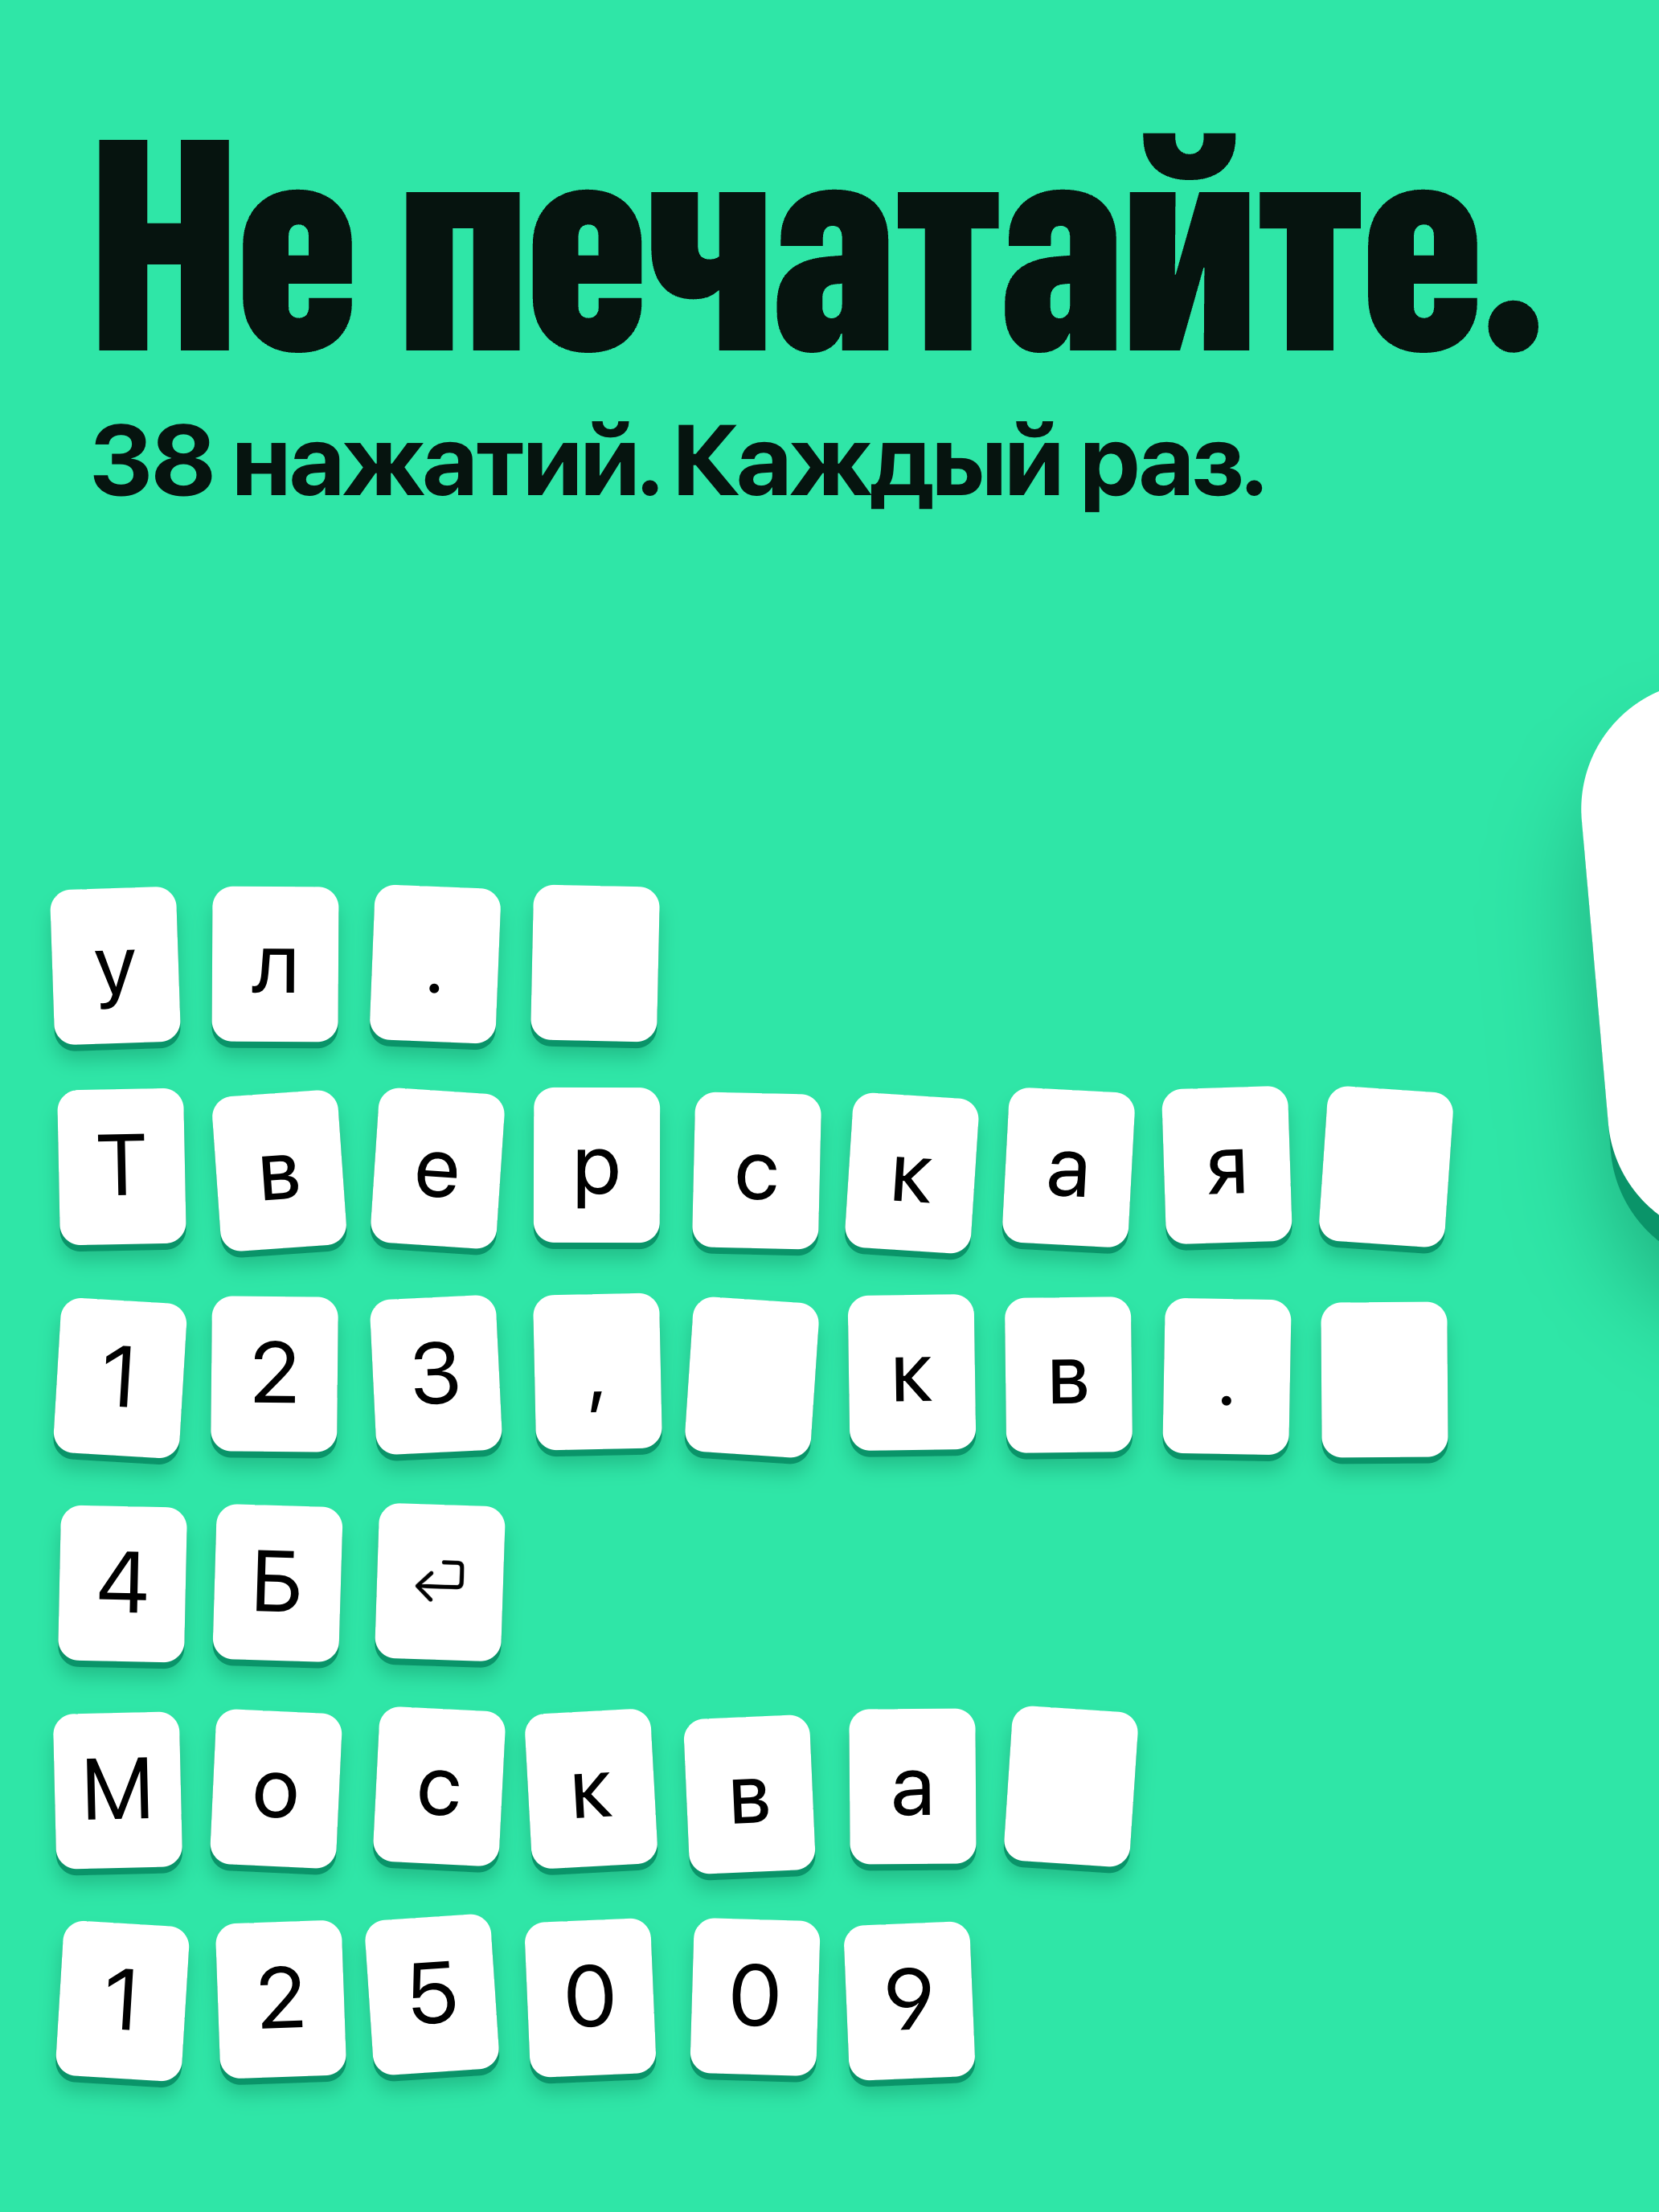 Не печатайте.
38 нажатий. Каждый раз.
ул.
Тверская
123, кв.
4Б⏎
Москва
125009